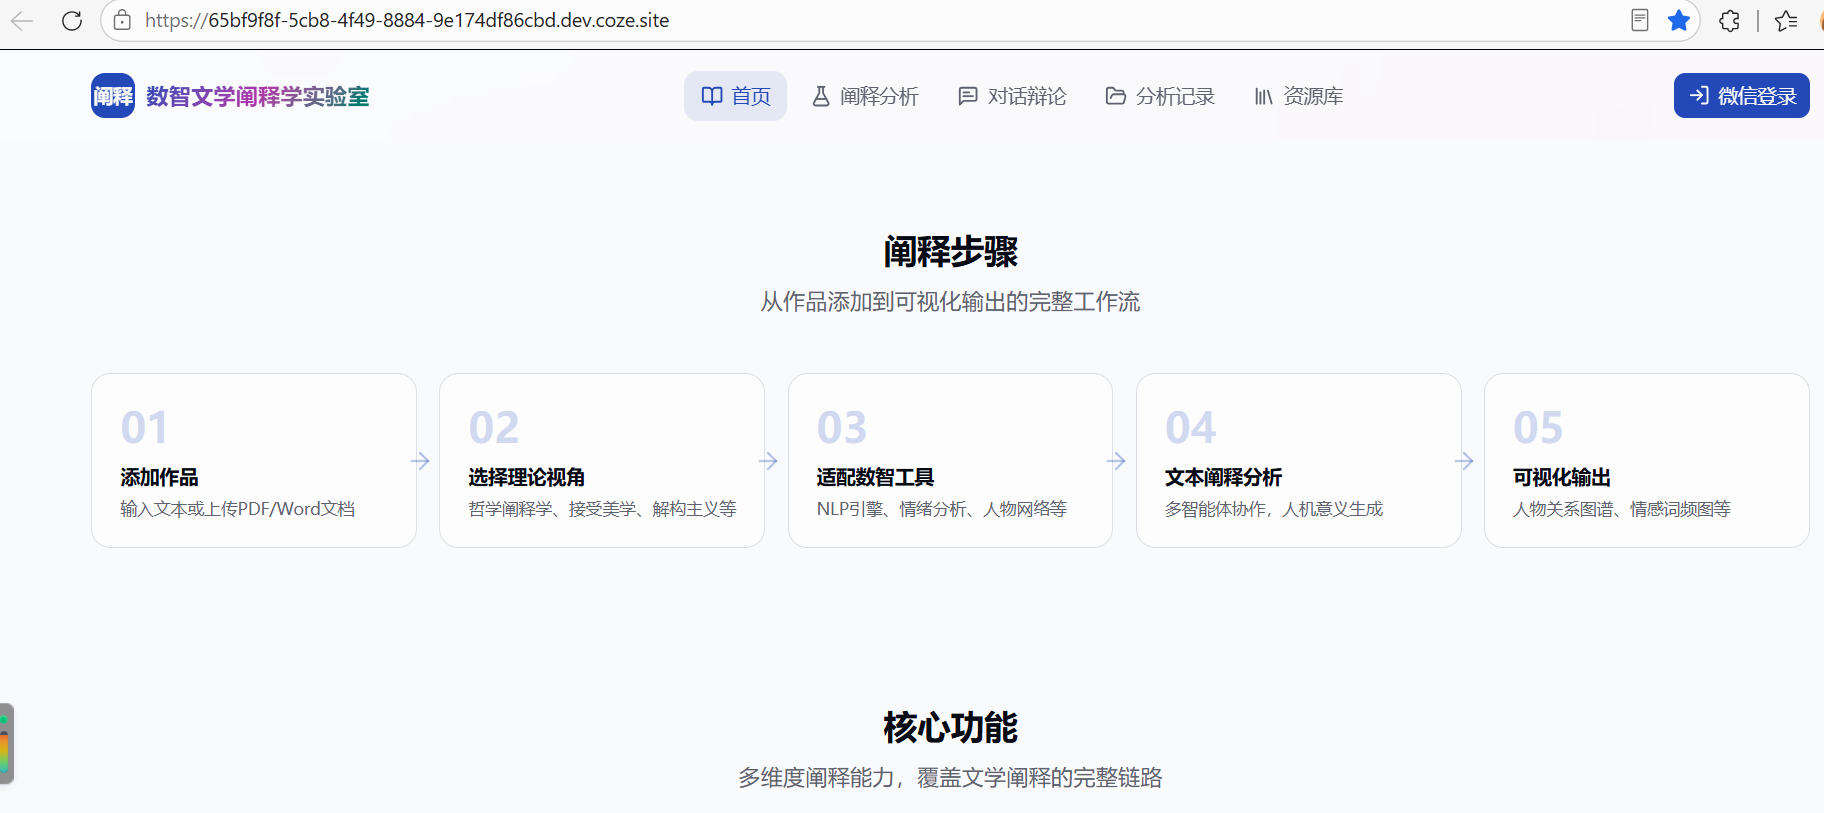 https://65bf9f8f-5cb8-4f49-8884-9e174df86cbd.dev.coze.site
阐释 数智文学阐释学实验室 首页 阐释分析 对话辩论 分析记录 资源库 微信登录
阐释步骤
从作品添加到可视化输出的完整工作流
01
添加作品
输入文本或上传PDF/Word文档
02
选择理论视角
哲学阐释学、接受美学、解构主义等
03
适配数智工具
NLP引擎、情绪分析、人物网络等
04
文本阐释分析
多智能体协作，人机意义生成
05
可视化输出
人物关系图谱、情感词频图等
核心功能
多维度阐释能力，覆盖文学阐释的完整链路